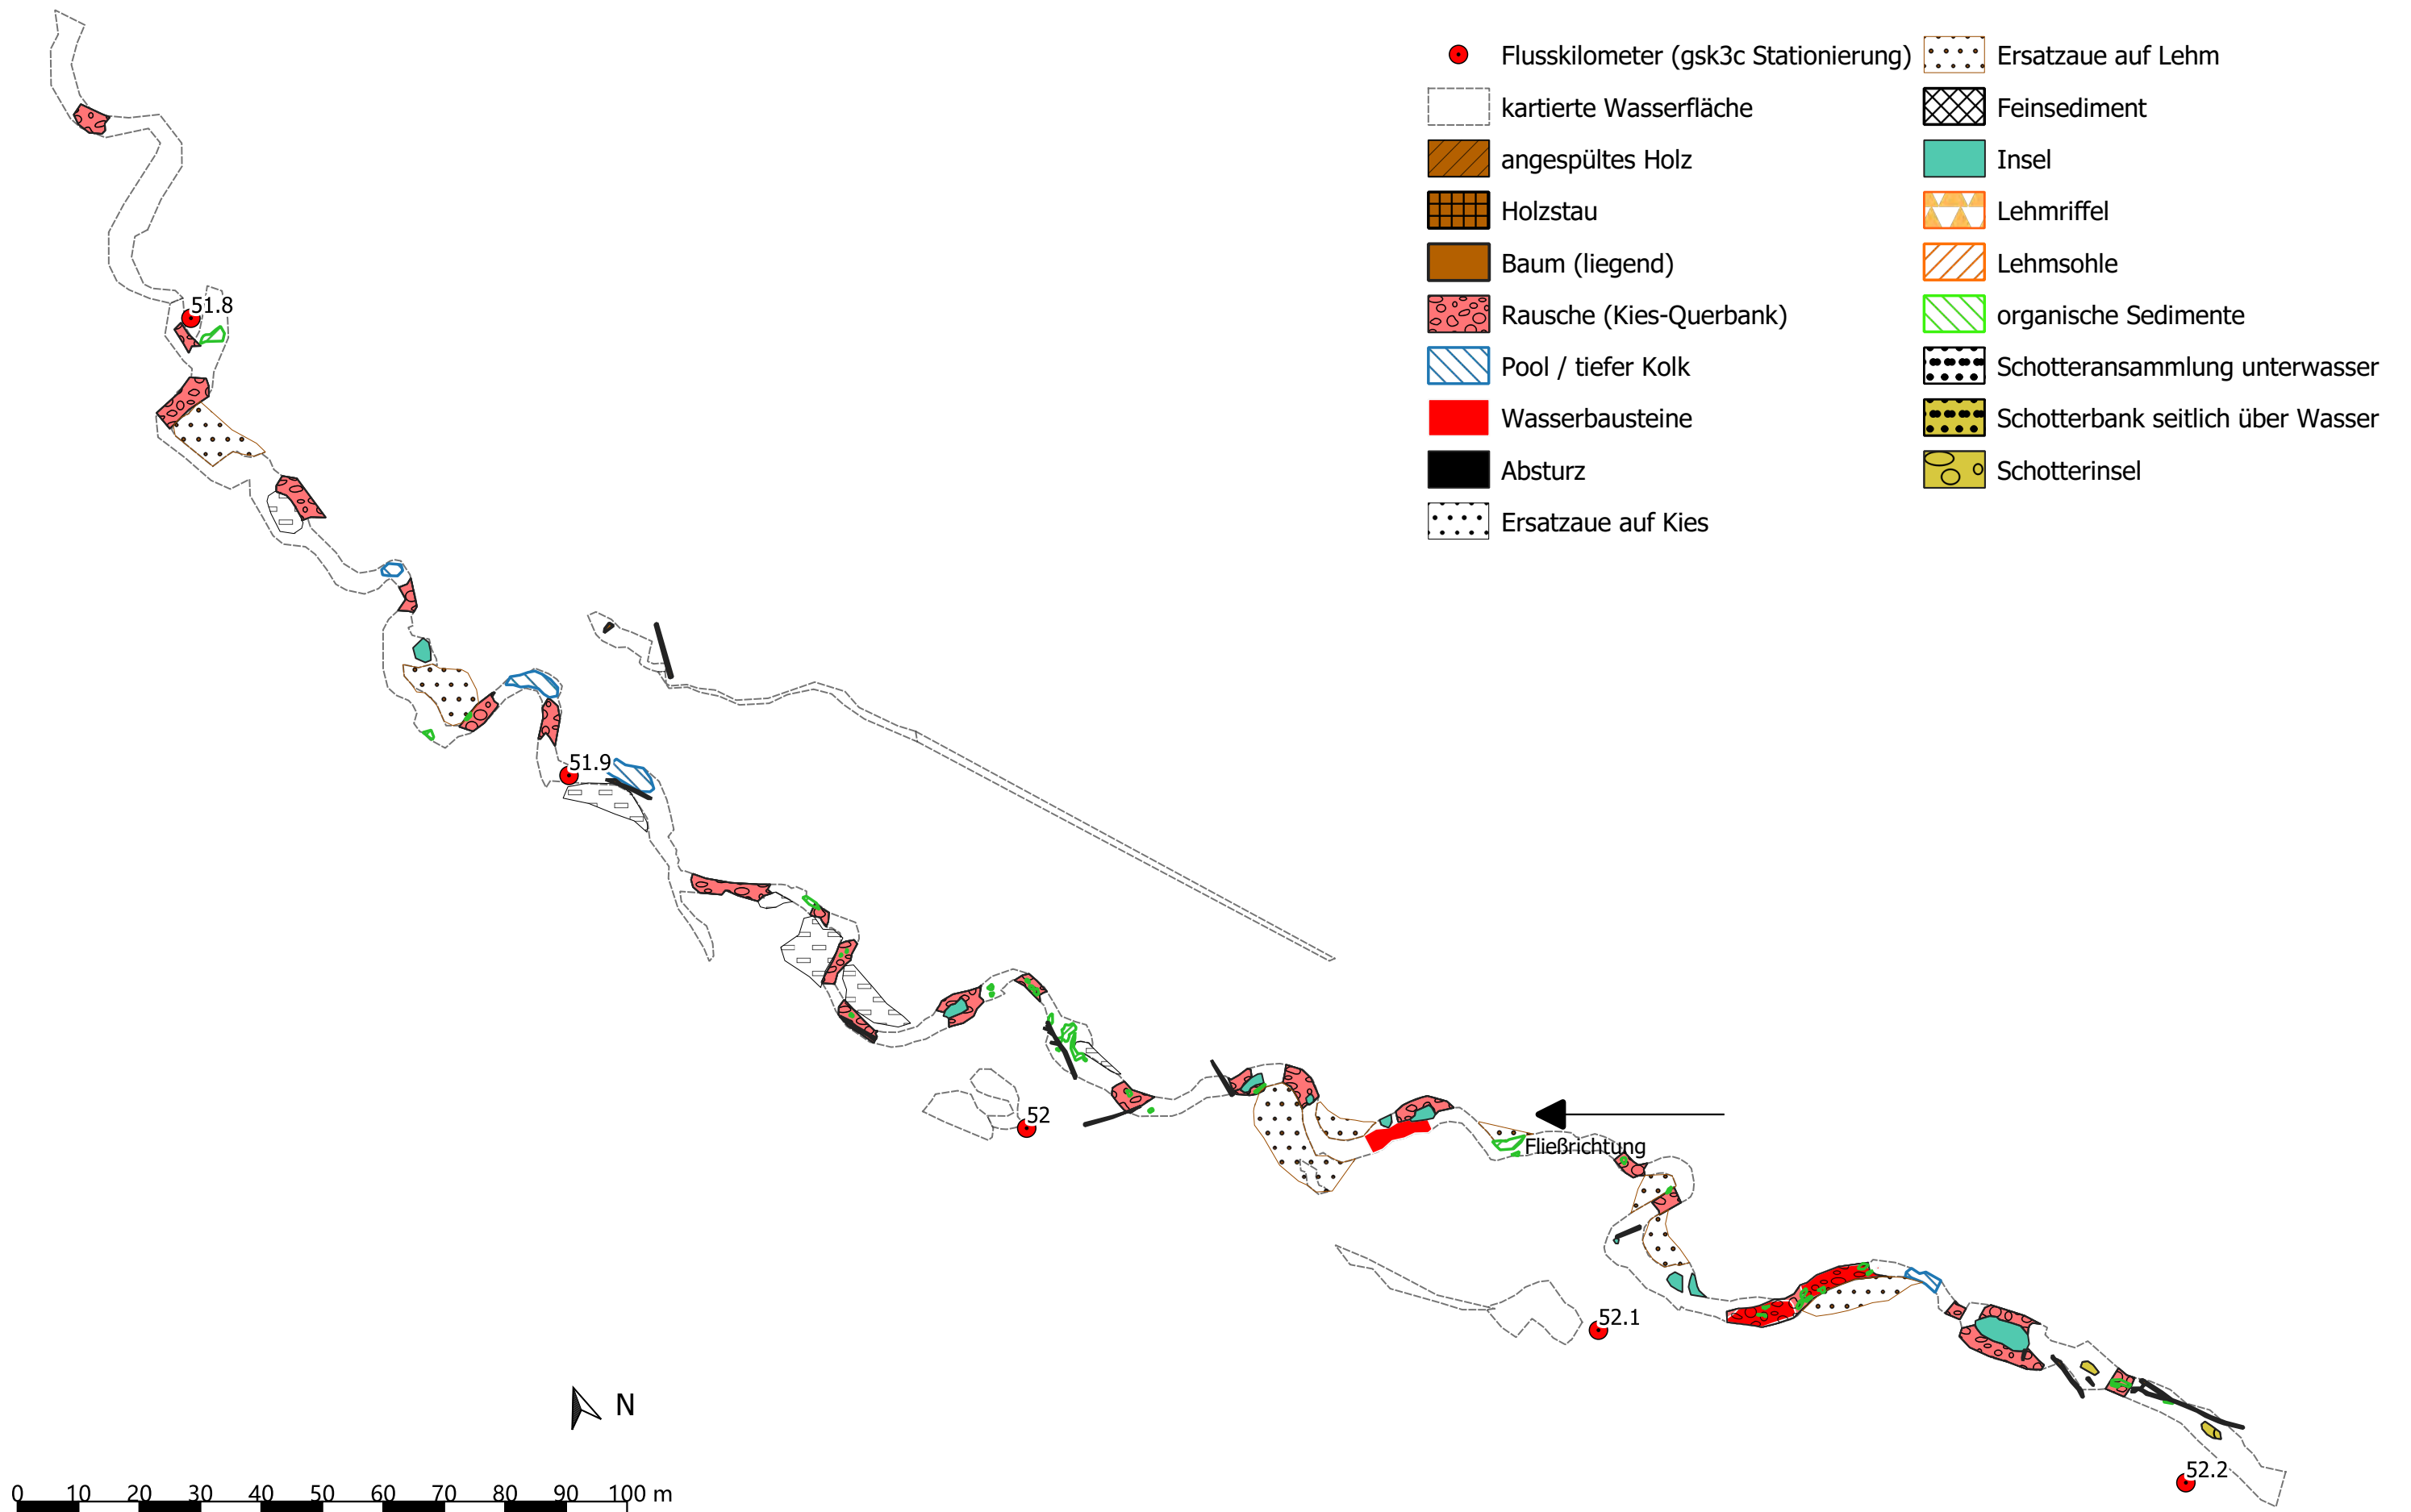 Flusskilometer (gsk3c Stationierung)
kartierte Wasserfläche
angespültes Holz
Holzstau
Baum (liegend)
Rausche (Kies-Querbank)
Pool / tiefer Kolk
Wasserbausteine
Absturz
Ersatzaue auf Kies
Ersatzaue auf Lehm
Feinsediment
Insel
Lehmriffel
Lehmsohle
organische Sedimente
Schotteransammlung unterwasser
Schotterbank seitlich über Wasser
Schotterinsel
51.8
51.9
52
Fließrichtung
52.1
52.2
N
0 10 20 30 40 50 60 70 80 90 100 m